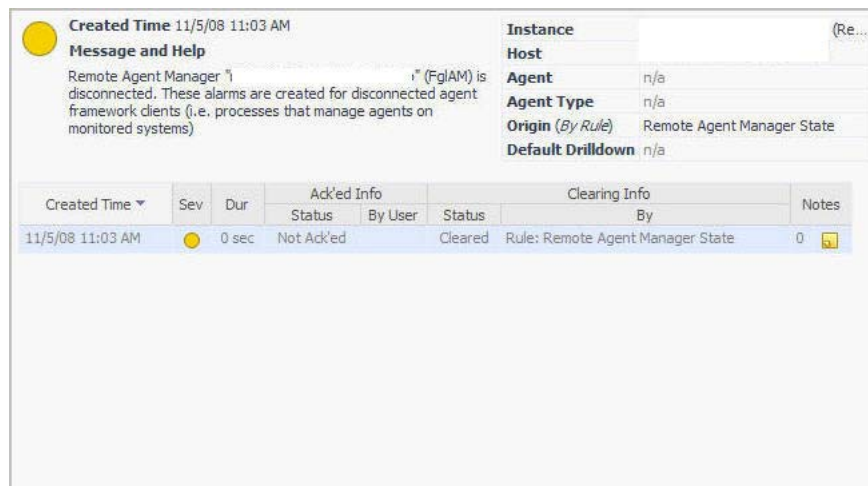 Created Time 11/5/08 11:03 AM
Message and Help
Remote Agent Manager " " (FglAM) is
disconnected. These alarms are created for disconnected agent
framework clients (i.e. processes that manage agents on
monitored systems)
Instance (Re...
Host
Agent n/a
Agent Type n/a
Origin (By Rule) Remote Agent Manager State
Default Drilldown n/a
Created Time Sev Dur Ack'ed Info Clearing Info Notes
Status By User Status By
11/5/08 11:03 AM 0 sec Not Ack'ed Cleared Rule: Remote Agent Manager State 0